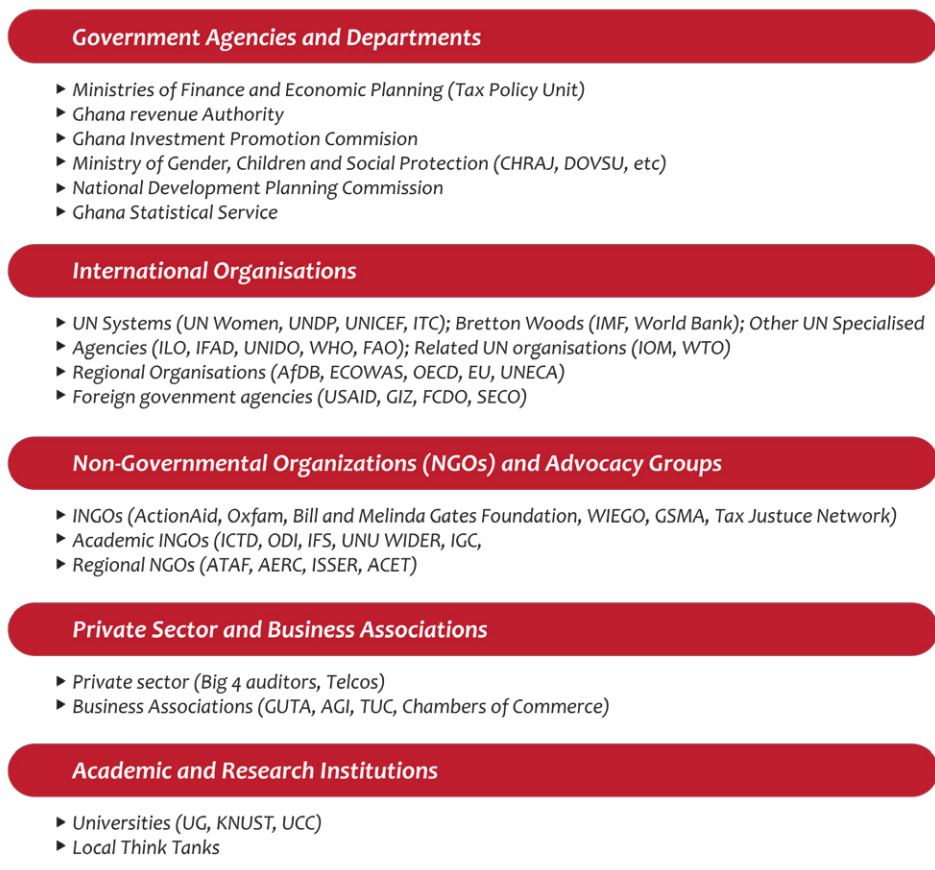 Government Agencies and Departments
▸ Ministries of Finance and Economic Planning (Tax Policy Unit)
▸ Ghana revenue Authority
▸ Ghana Investment Promotion Commision
▸ Ministry of Gender, Children and Social Protection (CHRAJ, DOVSU, etc)
▸ National Development Planning Commission
▸ Ghana Statistical Service
International Organisations
▸ UN Systems (UN Women, UNDP, UNICEF, ITC); Bretton Woods (IMF, World Bank); Other UN Specialised
▸ Agencies (ILO, IFAD, UNIDO, WHO, FAO); Related UN organisations (IOM, WTO)
▸ Regional Organisations (AfDB, ECOWAS, OECD, EU, UNECA)
▸ Foreign govenment agencies (USAID, GIZ, FCDO, SECO)
Non-Governmental Organizations (NGOs) and Advocacy Groups
▸ INGOs (ActionAid, Oxfam, Bill and Melinda Gates Foundation, WIEGO, GSMA, Tax Justuce Network)
▸ Academic INGOs (ICTD, ODI, IFS, UNU WIDER, IGC,
▸ Regional NGOs (ATAF, AERC, ISSER, ACET)
Private Sector and Business Associations
▸ Private sector (Big 4 auditors, Telcos)
▸ Business Associations (GUTA, AGI, TUC, Chambers of Commerce)
Academic and Research Institutions
▸ Universities (UG, KNUST, UCC)
▸ Local Think Tanks